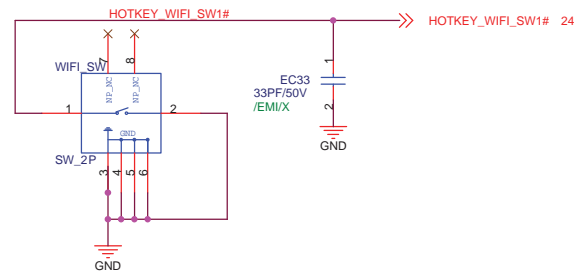 HOTKEY_WIFI_SW1#
HOTKEY_WIFI_SW1# 24
7
8
WIFI_SW
NP_NC
NP_NC
1
2
GND
SW_2P
3
4
5
6
GND
1
EC33
33PF/50V
/EMI/X
2
GND